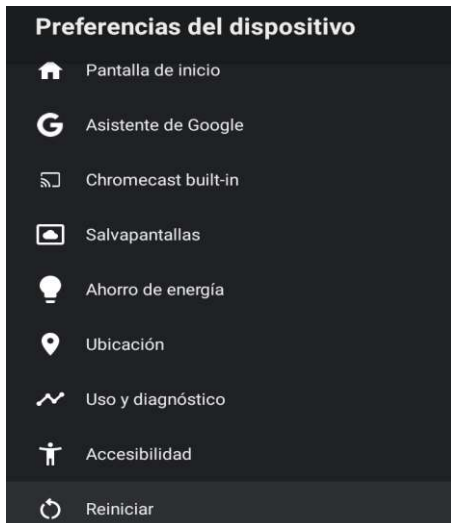 Preferencias del dispositivo
Pantalla de inicio
Asistente de Google
Chromecast built-in
Salvapantallas
Ahorro de energía
Ubicación
Uso y diagnóstico
Accesibilidad
Reiniciar